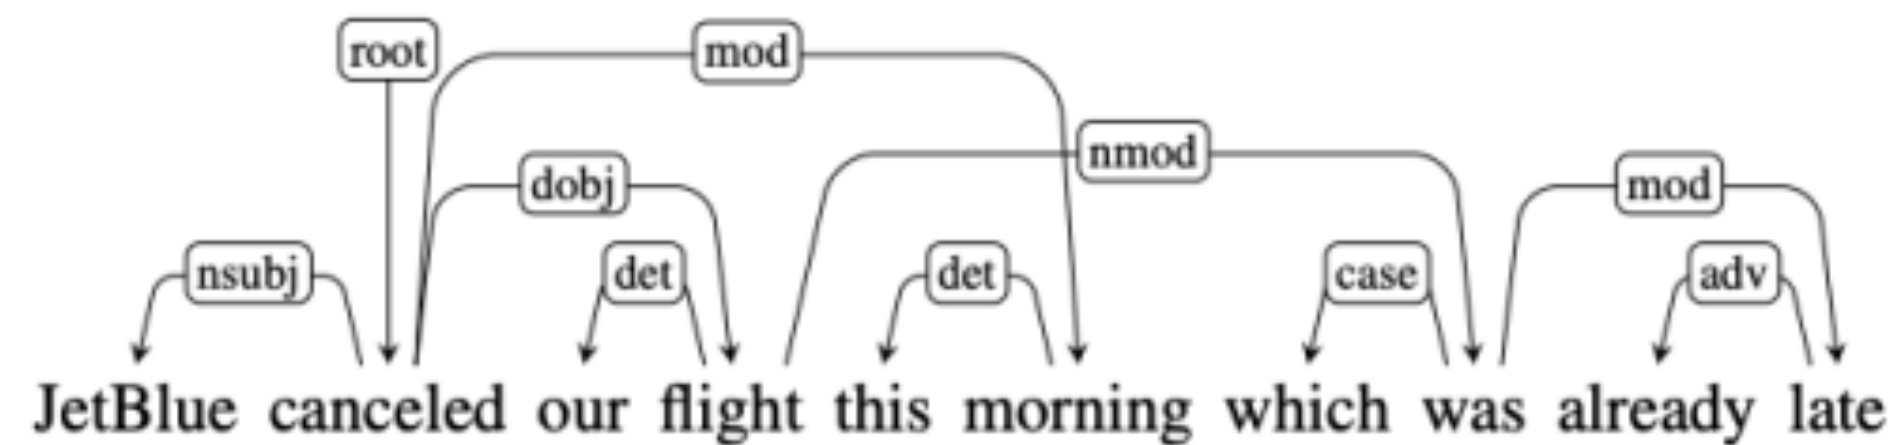 root mod
nmod
dobj mod
nsubj det det case adv
JetBlue canceled our flight this morning which was already late